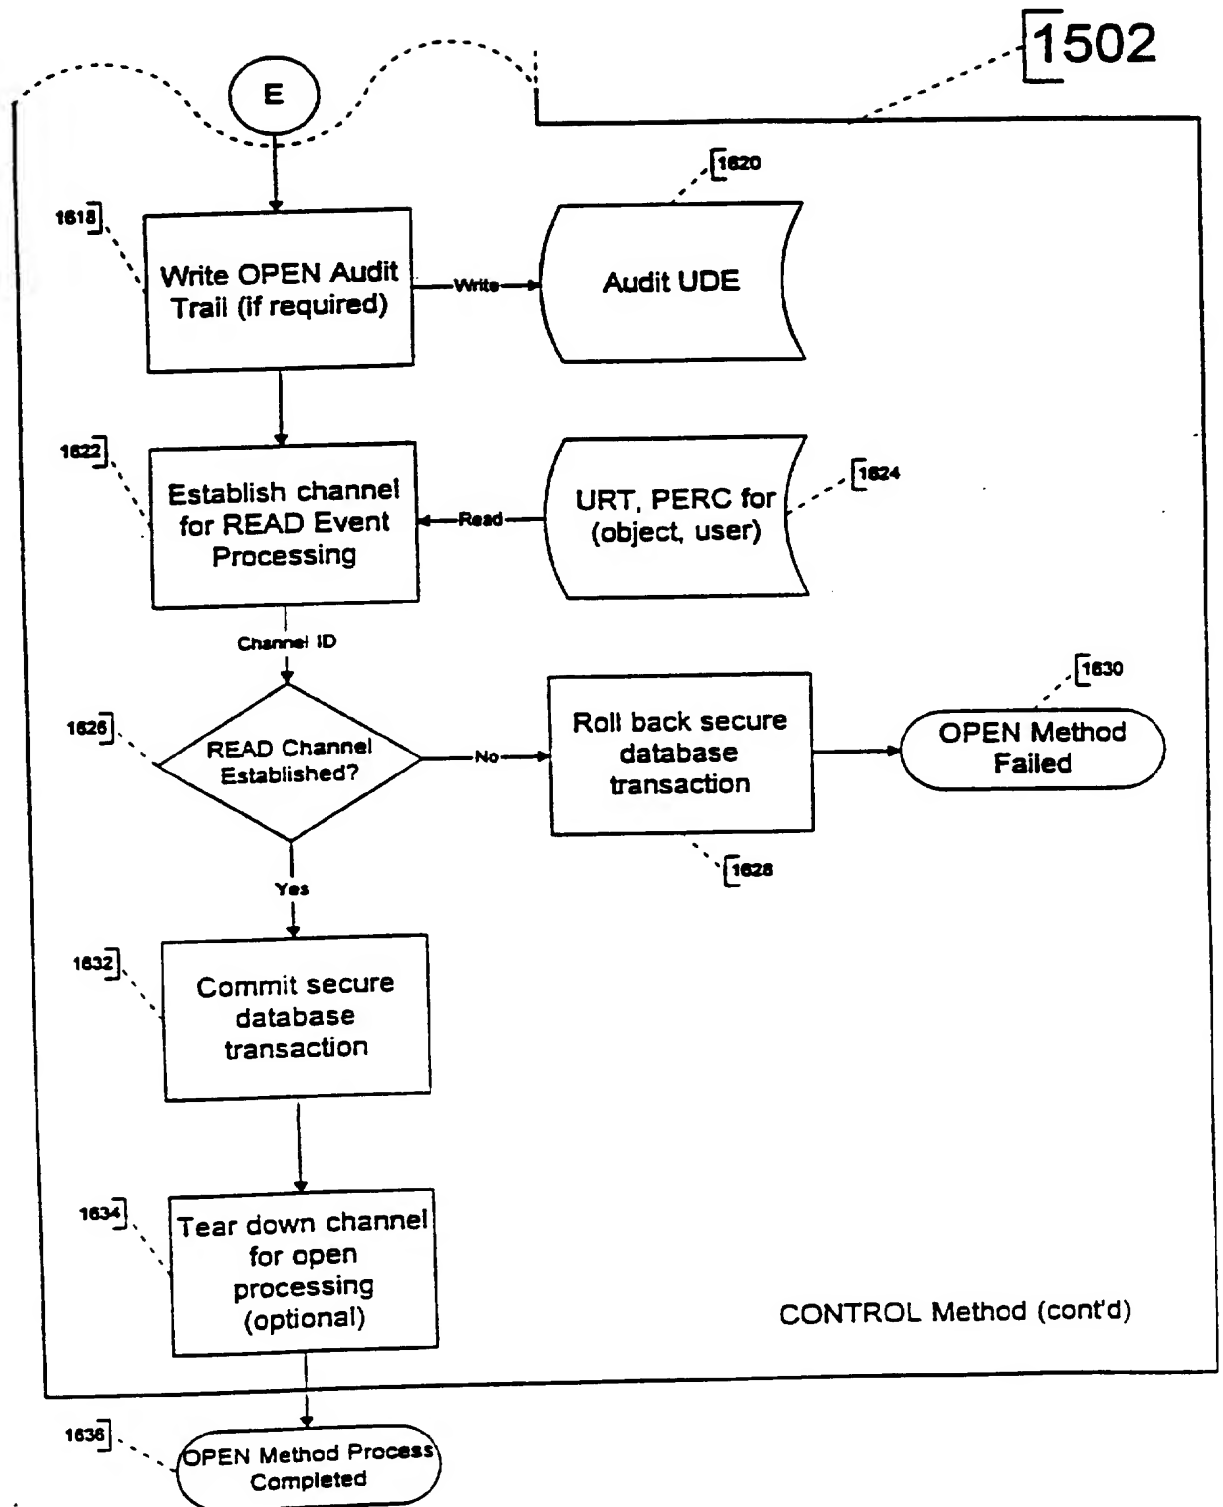 1502
E
1618
Write OPEN Audit
Trail (if required)
Write
1620
Audit UDE
1622
Establish channel
for READ Event
Processing
Read
URT, PERC for
(object, user)
1624
Channel ID
1626
READ Channel
Established?
No
Roll back secure
database
transaction
1628
1630
OPEN Method
Failed
Yes
1632
Commit secure
database
transaction
1634
Tear down channel
for open
processing
(optional)
CONTROL Method (cont'd)
1636
OPEN Method Process
Completed